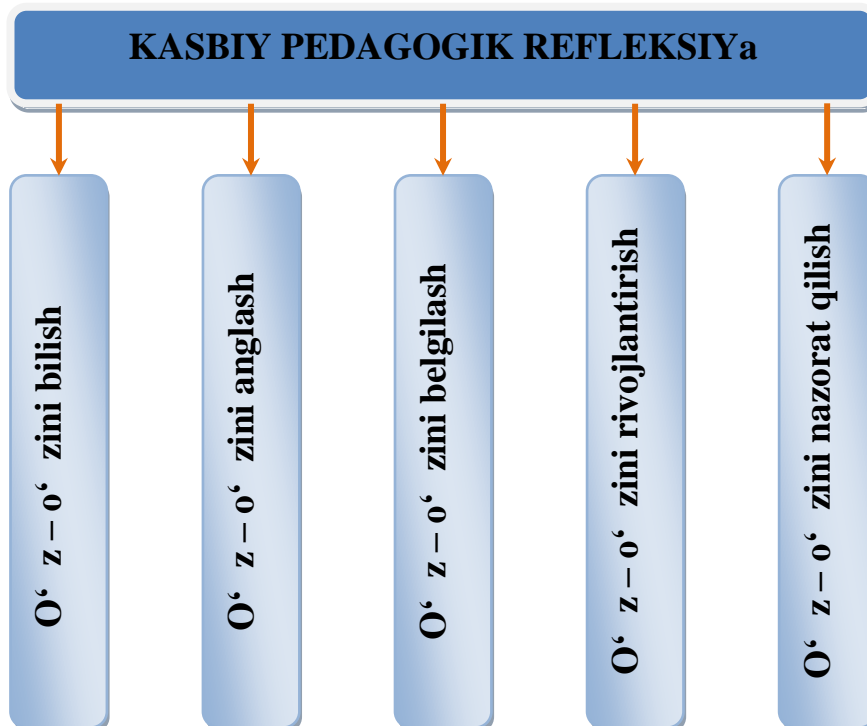 KASBIY PEDAGOGIK REFLEKSIYa
O‘ z – o‘ zini bilish
O‘ z – o‘ zini anglash
O‘ z – o‘ zini belgilash
O‘ z – o‘ zini rivojlantirish
O‘ z – o‘ zini nazorat qilish